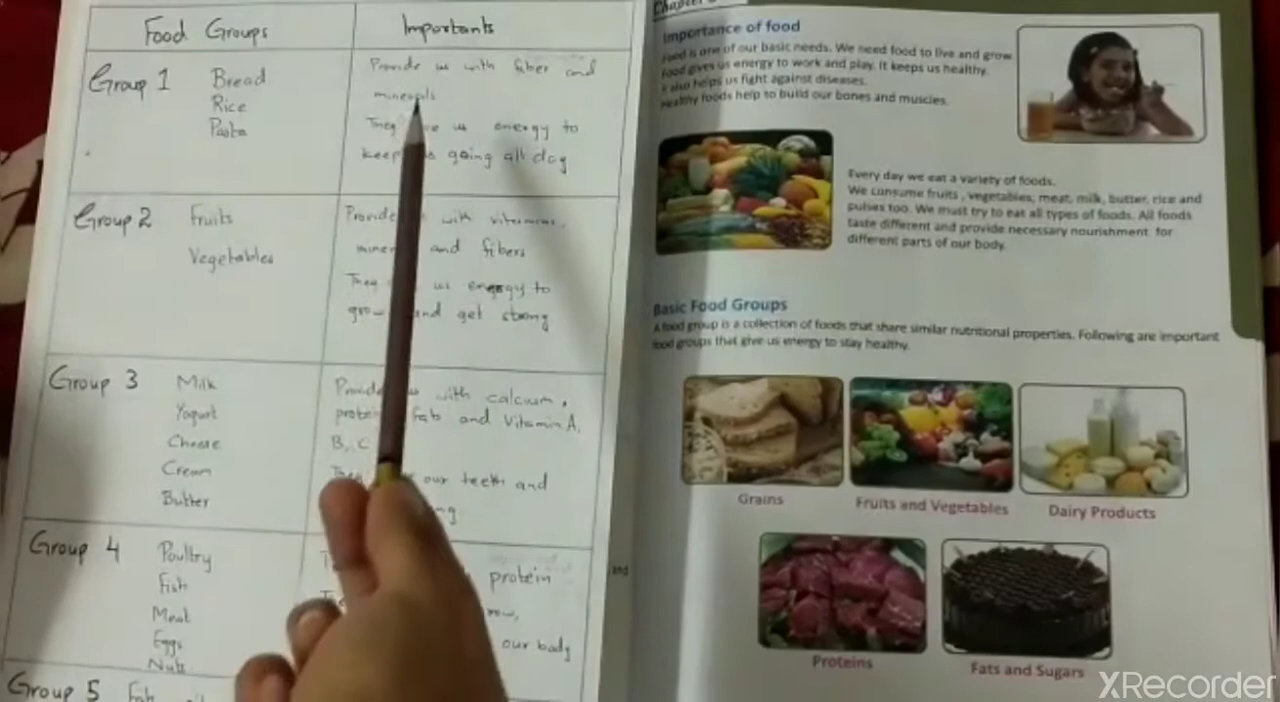 Food Groups
Importants
Group 1
Bread
Rice
Pasta
Provide us with fiber and
minerals
They us energy to
keep going all day
Group 2
Fruits
Vegetables
Provide with vitamins,
and fibers
They us energy to
grow and get strong
Group 3
Milk
Yogurt
Cheese
Cream
Butter
Provide us with calcium,
fats and Vitamin A,
B, C
our teeth and
Group 4
Poultry
Fish
Meat
Eggs
Nuts
protein
our body
Group 5
and
Chapter
Importance of food
Food is one of our basic needs. We need food to live and grow
Food gives us energy to work and play. It keeps us healthy.
It also helps us fight against diseases.
Healthy foods help to build our bones and muscles.
Every day we eat a variety of foods.
We consume fruits , vegetables, meat, milk, butter, rice and
pulses too. We must try to eat all types of foods. All foods
taste different and provide necessary nourishment for
different parts of our body.
Basic Food Groups
A food group is a collection of foods that share similar nutritional properties. Following are important
food groups that give us energy to stay healthy.
Grains
Fruits and Vegetables
Dairy Products
Proteins
Fats and Sugars
XRecorder